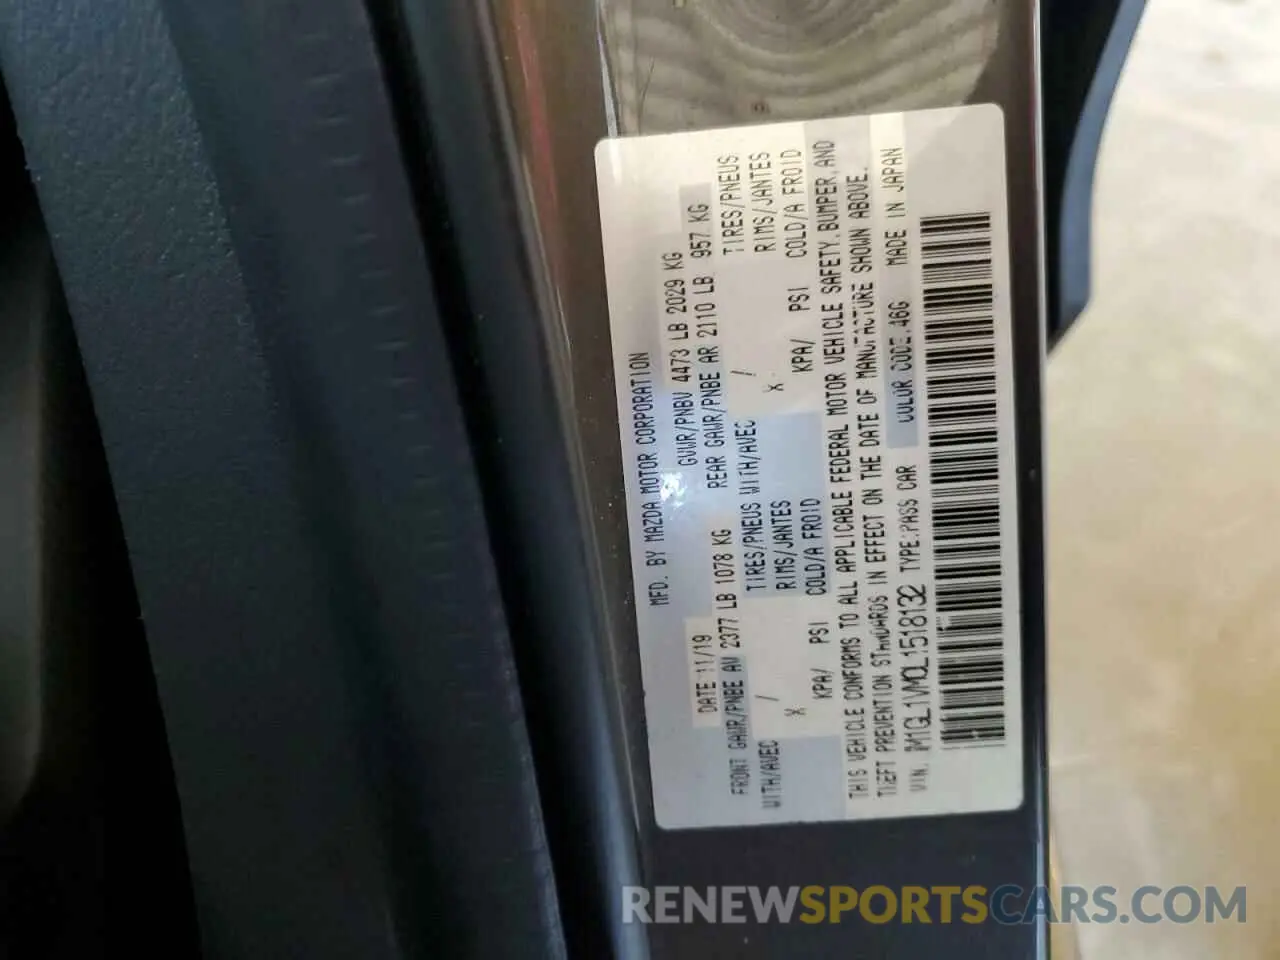 MFD. BY MAZDA MOTOR CORPORATION
DATE 11/19 GVWR/PNBV 4473 LB 2029 KG
FRONT GAWR/PNBE AV 2377 LB 1078 KG REAR GAWR/PNBE AR 2110 LB 957 KG
WITH/AVEC / TIRES/PNEUS WITH/AVEC / TIRES/PNEUS
X RIMS/JANTES X RIMS/JANTES
KPA/ PSI COLD/A FROID KPA/ PSI COLD/A FROID
THIS VEHICLE CONFORMS TO ALL APPLICABLE FEDERAL MOTOR VEHICLE SAFETY, BUMPER, AND
THEFT PREVENTION STANDARDS IN EFFECT ON THE DATE OF MANUFACTURE SHOWN ABOVE.
VIN. JM1GL1VM0L1518132 TYPE:PASS CAR COLOR CODE.46G MADE IN JAPAN
RENEWSPORTSCARS.COM